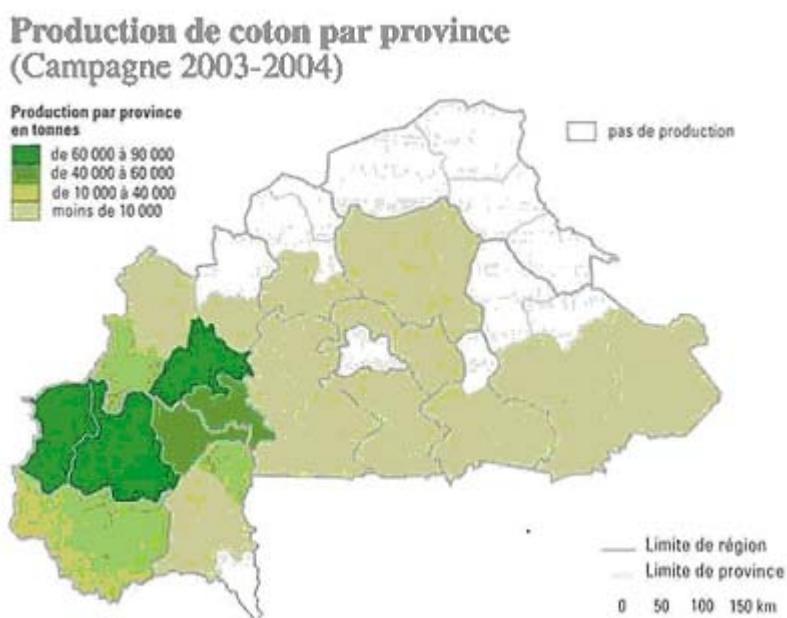 Production de coton par province
(Campagne 2003-2004)
Production par province
en tonnes
de 60 000 à 90 000
de 40 000 à 60 000
de 10 000 à 40 000
moins de 10 000
pas de production
Limite de région
Limite de province
0 50 100 150 km